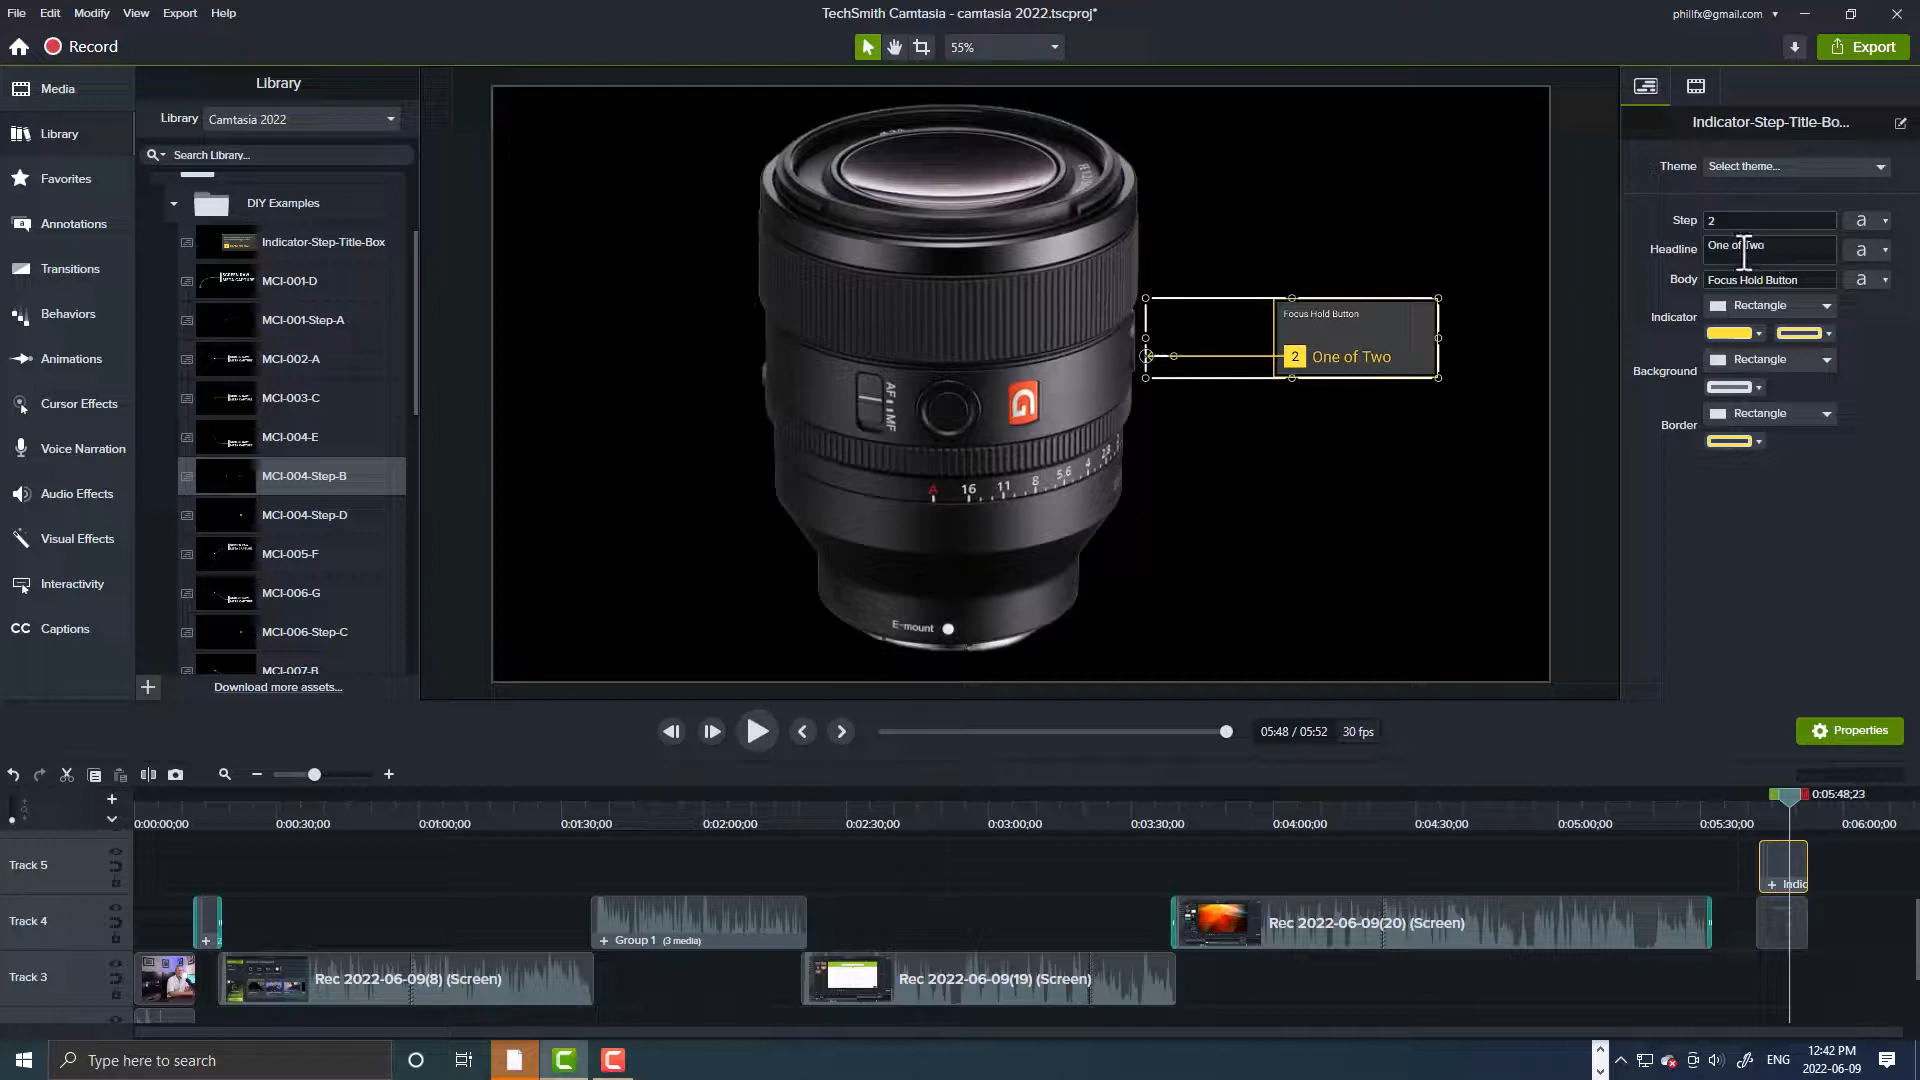 File Edit Modify View Export Help
TechSmith Camtasia - camtasia 2022.tscproj*
phillfx@gmail.com
Record
55%
Export
Media
Library
Favorites
Annotations
Transitions
Behaviors
Animations
Cursor Effects
Voice Narration
Audio Effects
Visual Effects
Interactivity
CC Captions
Library
Library Camtasia 2022
Search Library...
DIY Examples
Indicator-Step-Title-Box
MCI-001-D
MCI-001-Step-A
MCI-002-A
MCI-003-C
MCI-004-E
MCI-004-Step-B
MCI-004-Step-D
MCI-005-F
MCI-006-G
MCI-006-Step-C
MCI-007-B
Download more assets...
AF MF
G
A 16 11 8 5,6 4 2,8
E-mount
Focus Hold Button
2 One of Two
Indicator-Step-Title-Bo...
Theme Select theme...
Step 2 a
Headline One of Two a
Body Focus Hold Button a
Indicator Rectangle
Background Rectangle
Border Rectangle
05:48 / 05:52 30 fps
Properties
0:05:48;23
0:00:00;00 0:00:30;00 0:01:00;00 0:01:30;00 0:02:00;00 0:02:30;00 0:03:00;00 0:03:30;00 0:04:00;00 0:04:30;00 0:05:00;00 0:05:30;00 0:06:00;00
Track 5
+ Indic
Track 4
+ Group 1 (3 media)
Rec 2022-06-09(20) (Screen)
Track 3
Rec 2022-06-09(8) (Screen)
Rec 2022-06-09(19) (Screen)
Type here to search
ENG
12:42 PM
2022-06-09